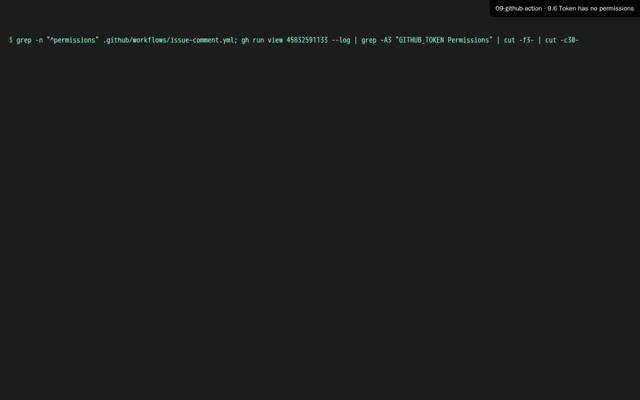 09-github-action · 9.6 Token has no permissions
$ grep -n "^permissions" .github/workflows/issue-comment.yml; gh run view 45832591133 --log | grep -A3 "GITHUB_TOKEN Permissions" | cut -f3- | cut -c30-